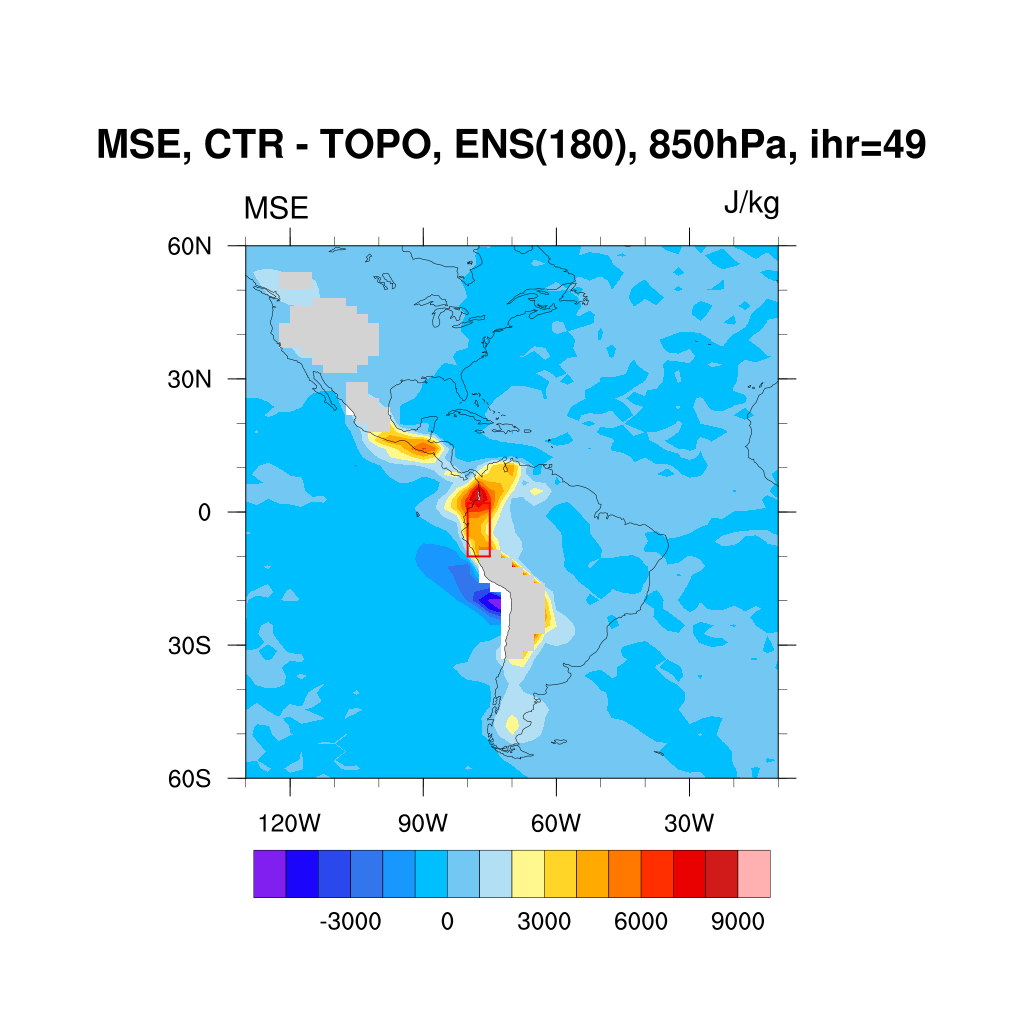 MSE, CTR - TOPO, ENS(180), 850hPa, ihr=49
MSE J/kg
60N
30N
0
30S
60S
120W 90W 60W 30W
-3000 0 3000 6000 9000